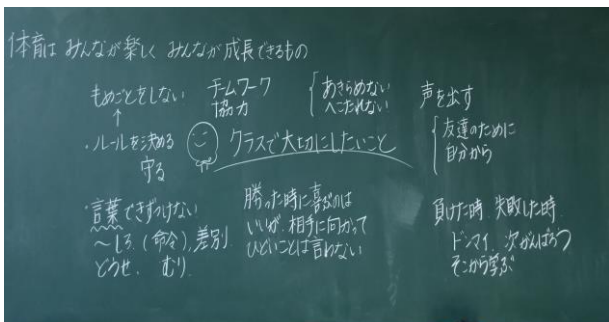 体育は みんなが楽しく みんなが成長できるもの
もめごとをしない
↑
・ルールを決める
守る
チームワーク
協力
あきらめない
へこたれない
声を出す
友達のために
自分から
クラスで大切にしたいこと
・言葉できずつけない
～しろ.(命令),差別
どうせ. むり.
勝った時に喜ぶのは
いいが.相手に向かって
ひどいことは言わない
負けた時.失敗した時.
ドンマイ.次がんばろう
そこから学ぶ